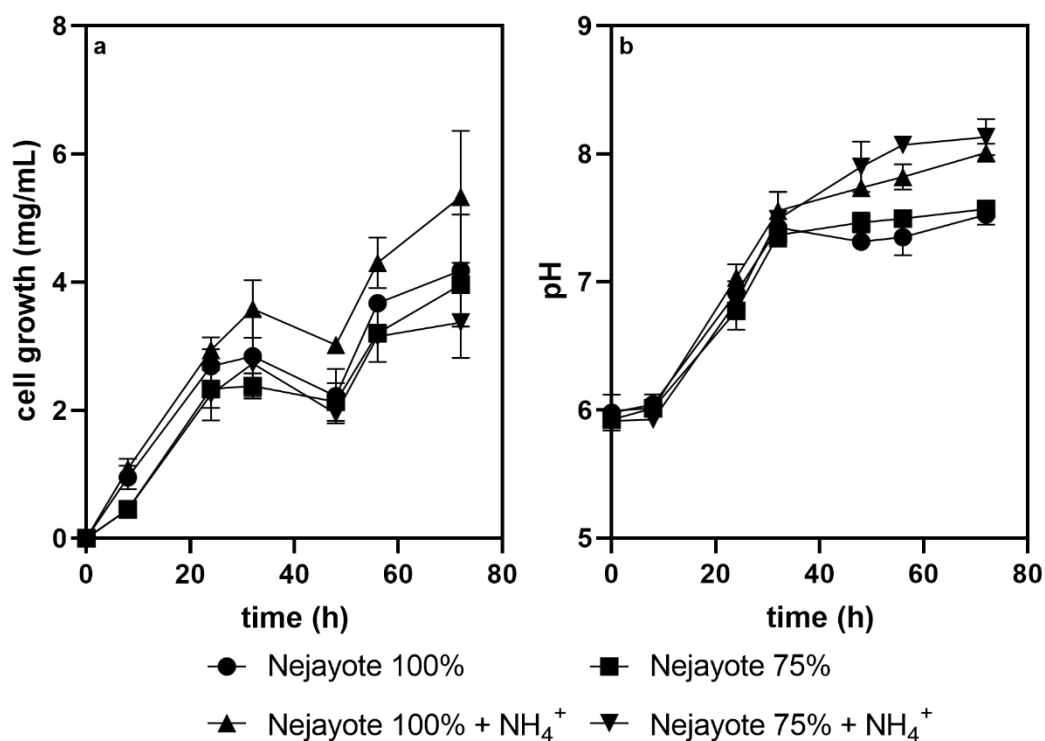 a
8
6
4
2
0
cell growth (mg/mL)
0 20 40 60 80
time (h)
b
9
8
7
6
5
pH
0 20 40 60 80
time (h)
Nejayote 100%
Nejayote 75%
Nejayote 100% + NH₄⁺
Nejayote 75% + NH₄⁺